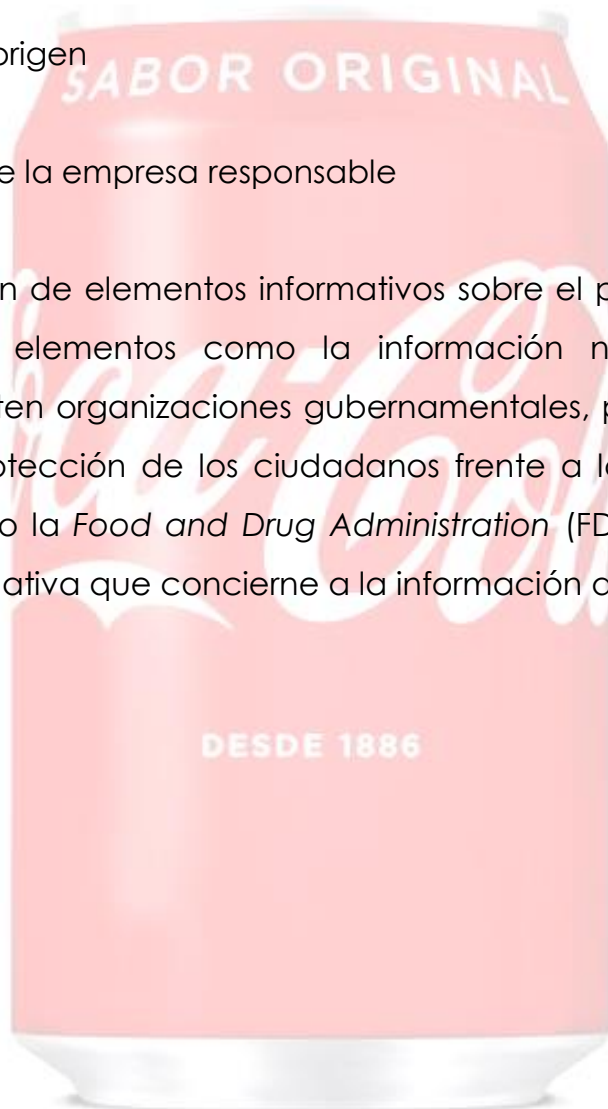 origen
SABOR ORIGINAL
e la empresa responsable
n de elementos informativos sobre el p
elementos como la información n
ten organizaciones gubernamentales, p
otección de los ciudadanos frente a l
o la Food and Drug Administration (FD
ativa que concierne a la información
Coca-Cola
DESDE 1886